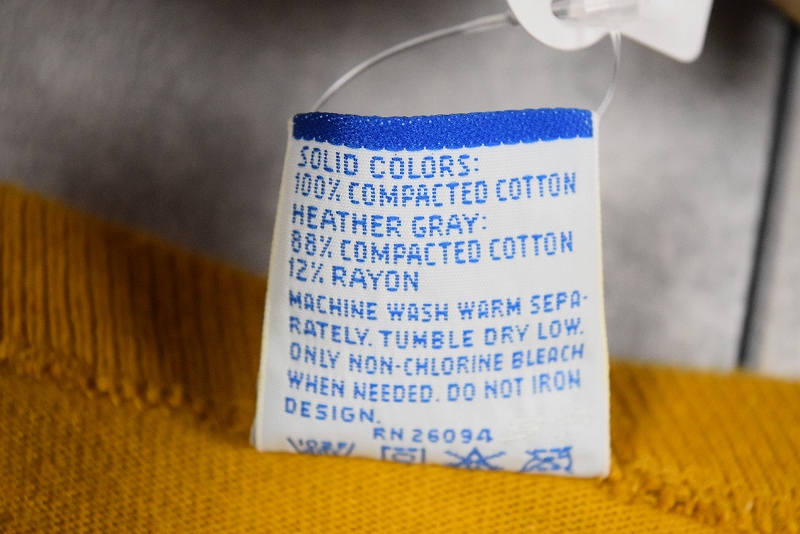 SOLID COLORS:
100% COMPACTED COTTON
HEATHER GRAY:
88% COMPACTED COTTON
12% RAYON
MACHINE WASH WARM SEPA-
RATELY. TUMBLE DRY LOW.
ONLY NON-CHLORINE BLEACH
WHEN NEEDED. DO NOT IRON
DESIGN.
RN 26094